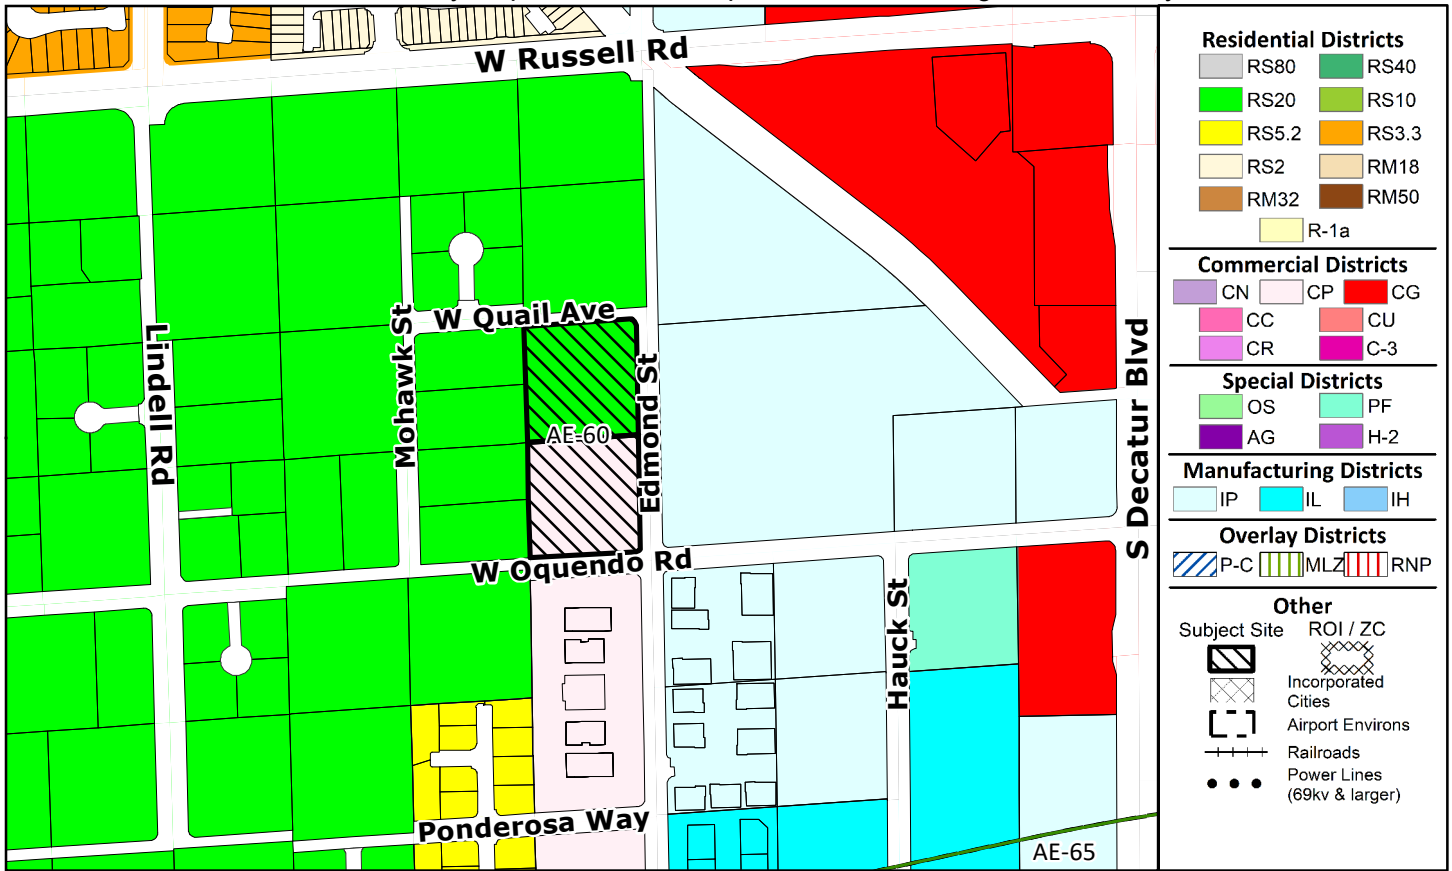 W Russell Rd
W Quail Ave
Mohawk St
Lindell Rd
Edmond St
AE-60
W Oquendo Rd
S Decatur Blvd
Hauck St
Ponderosa Way
AE-65
Residential Districts
RS80 RS40
RS20 RS10
RS5.2 RS3.3
RS2 RM18
RM32 RM50
R-1a
Commercial Districts
CN CP CG
CC CU
CR C-3
Special Districts
OS PF
AG H-2
Manufacturing Districts
IP IL IH
Overlay Districts
P-C MLZ RNP
Other
Subject Site ROI / ZC
Incorporated
Cities
Airport Environs
Railroads
Power Lines
(69kv & larger)